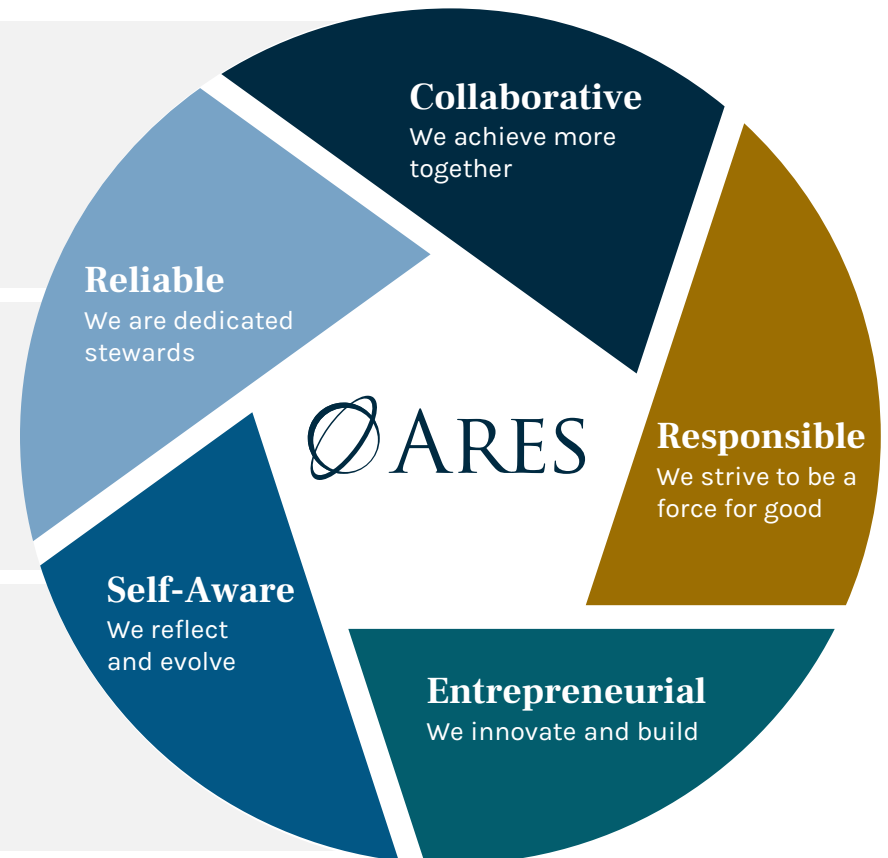 Collaborative
We achieve more
together
Reliable
We are dedicated
stewards
ARES
Responsible
We strive to be a
force for good
Self-Aware
We reflect
and evolve
Entrepreneurial
We innovate and build